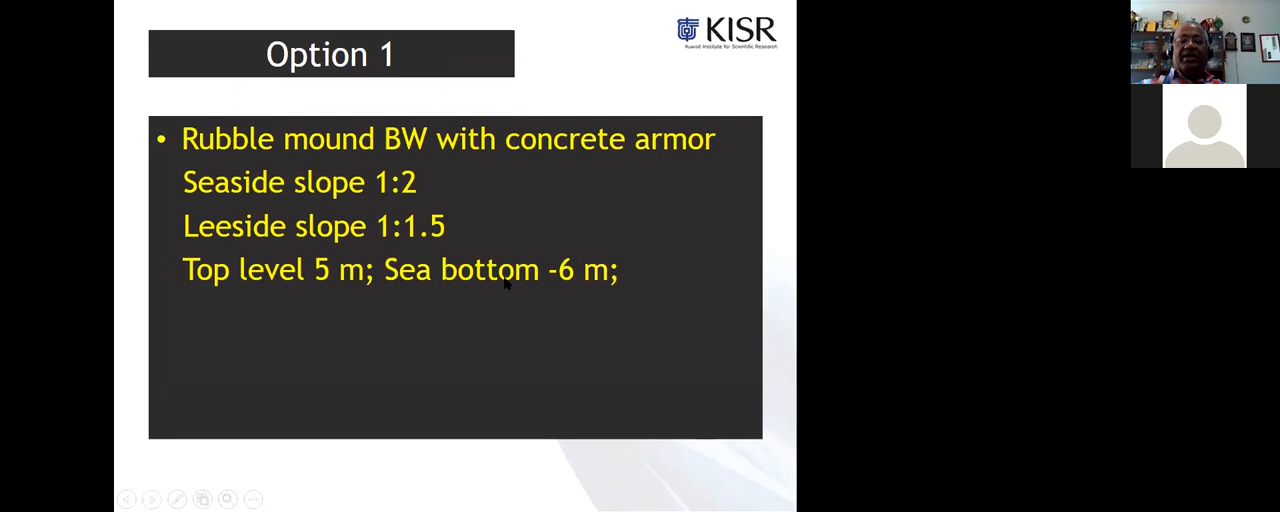 Option 1
KISR
Kuwait Institute for Scientific Research
• Rubble mound BW with concrete armor
Seaside slope 1:2
Leeside slope 1:1.5
Top level 5 m; Sea bottom -6 m;